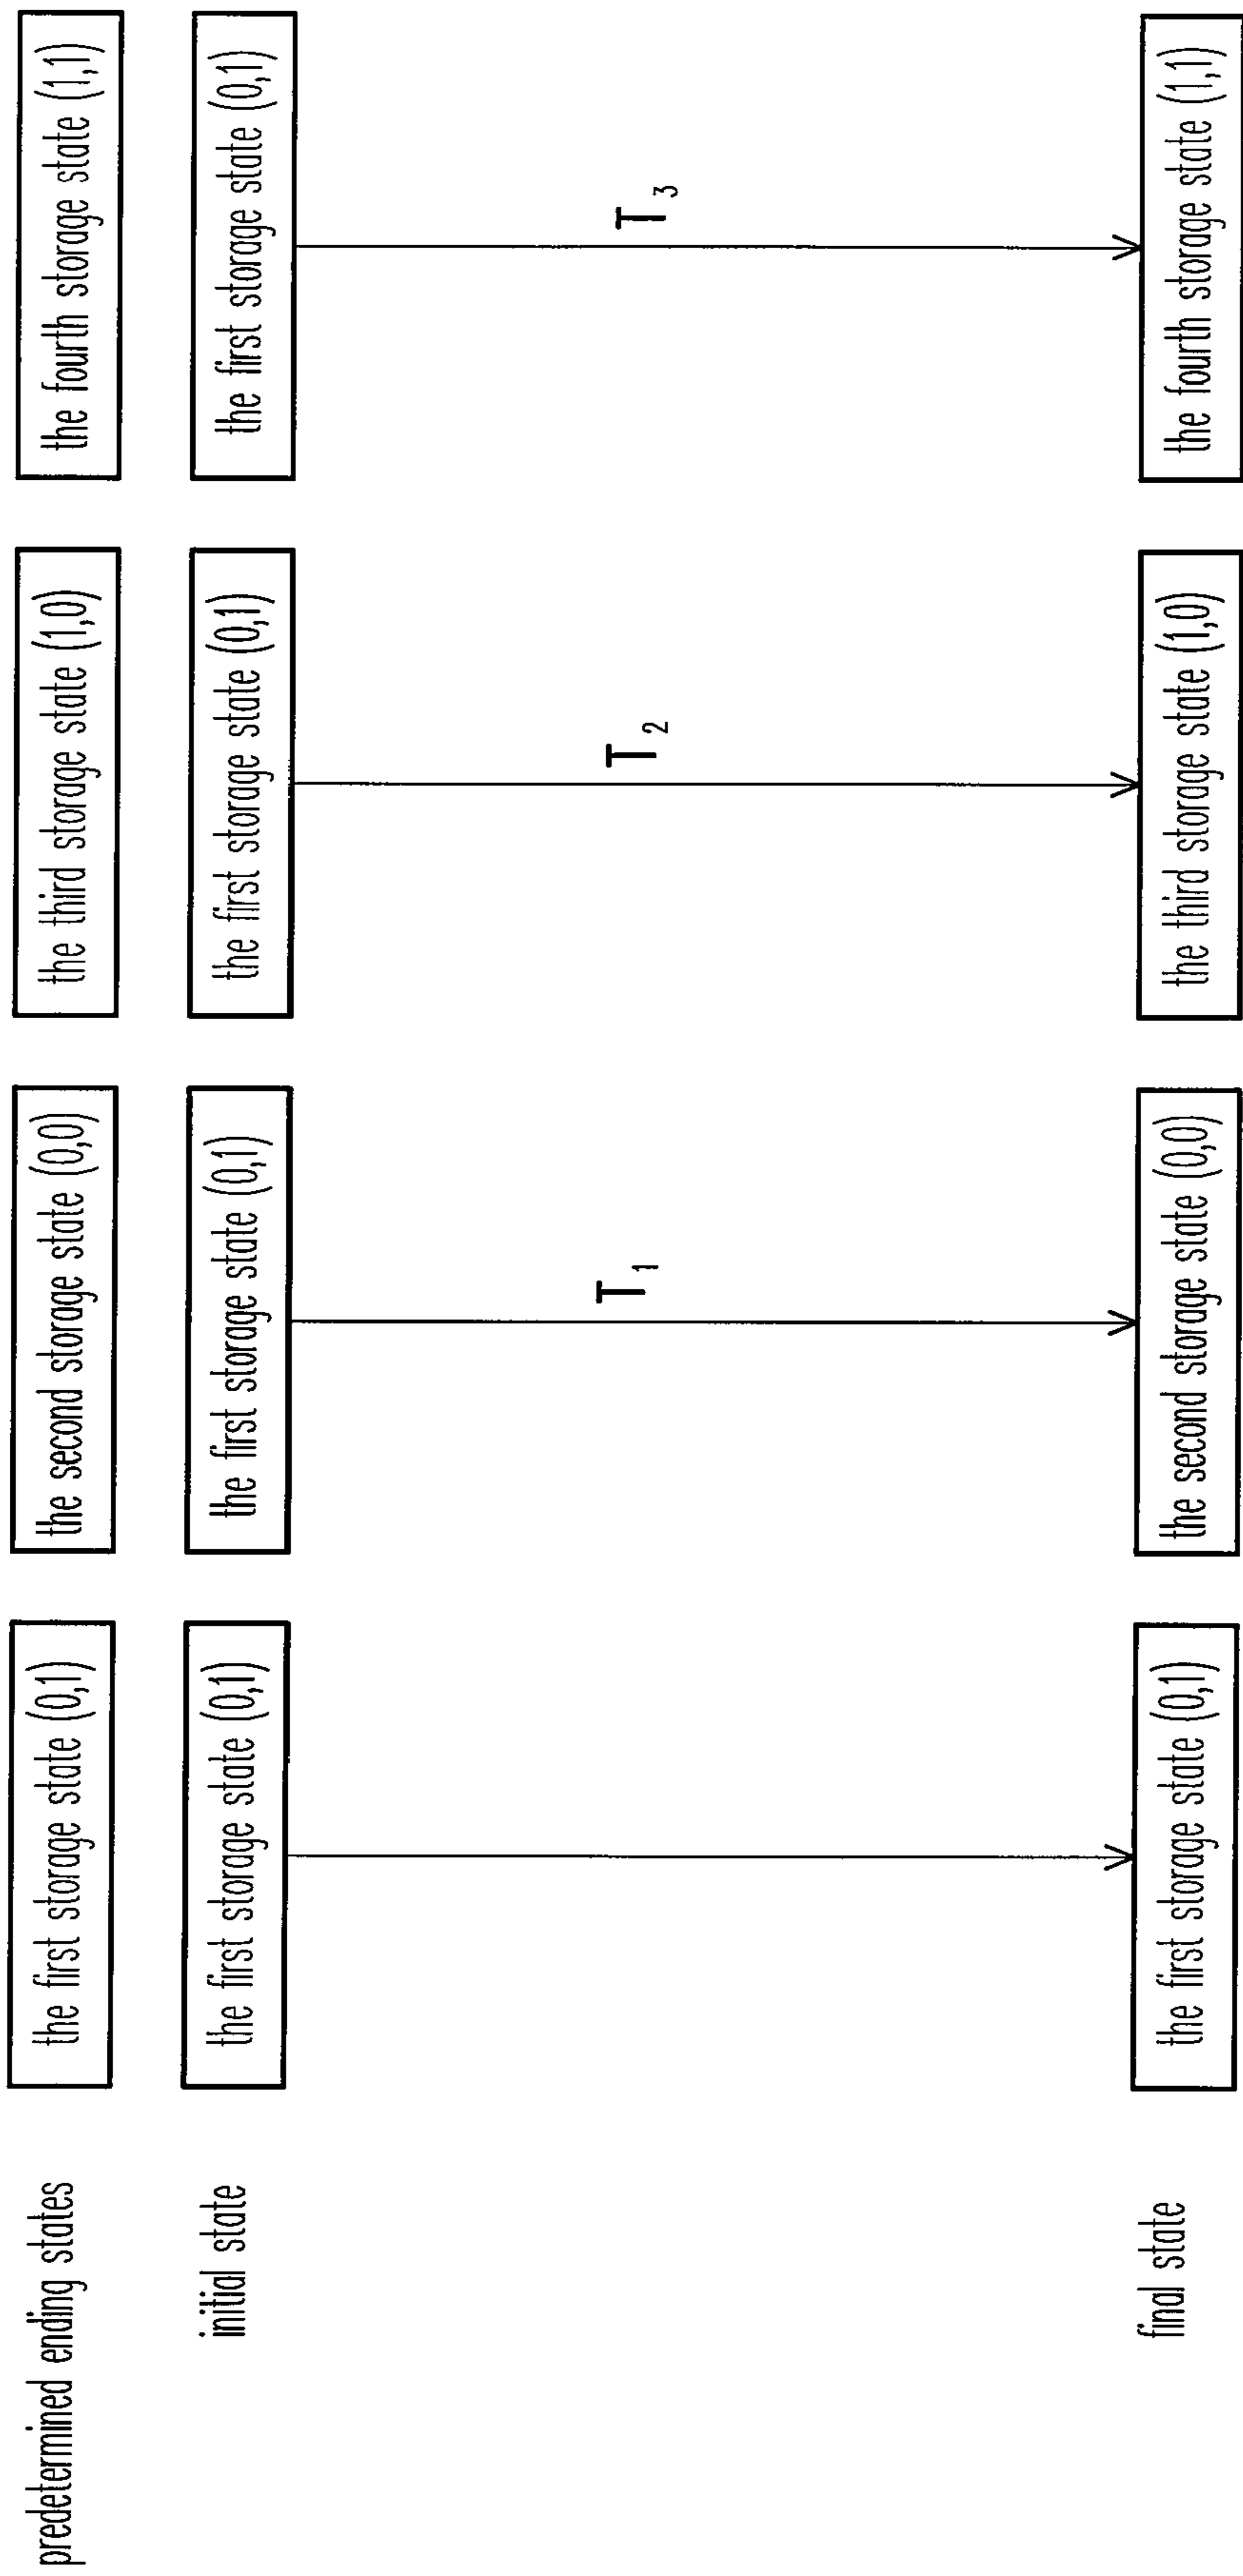 predetermined ending states
the first storage state (0,1)
the second storage state (0,0)
the third storage state (1,0)
the fourth storage state (1,1)
initial state
the first storage state (0,1)
the first storage state (0,1)
the first storage state (0,1)
the first storage state (0,1)
T1
T2
T3
final state
the first storage state (0,1)
the second storage state (0,0)
the third storage state (1,0)
the fourth storage state (1,1)